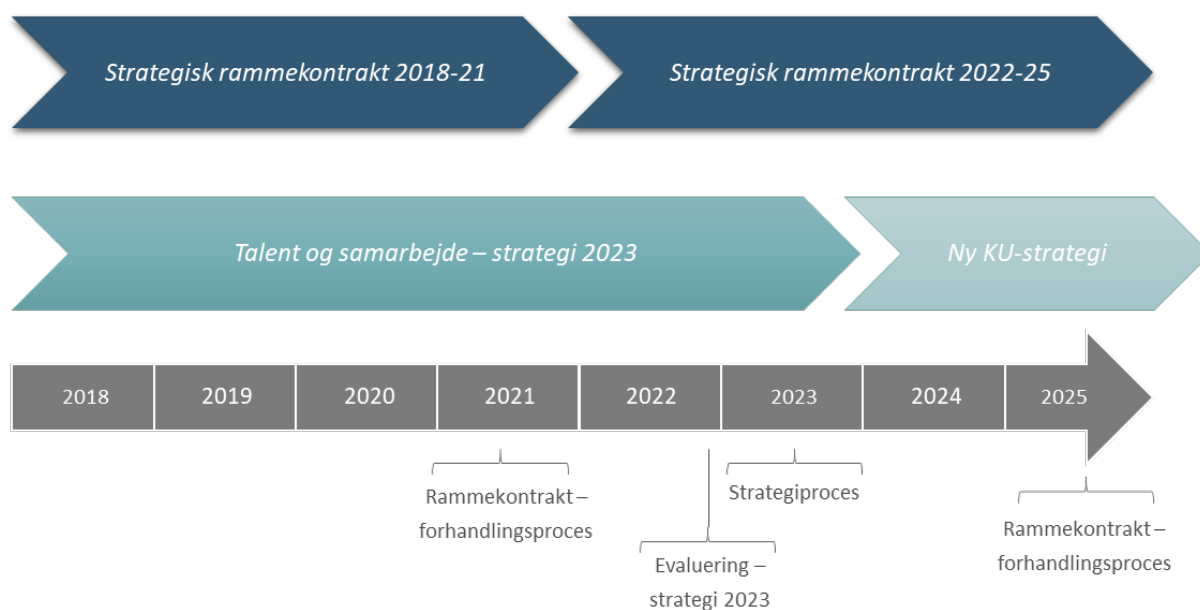 Strategisk rammekontrakt 2018-21
Strategisk rammekontrakt 2022-25
Talent og samarbejde – strategi 2023
Ny KU-strategi
2018
2019
2020
2021
2022
2023
2024
2025
Rammekontrakt –
forhandlingsproces
Evaluering –
strategi 2023
Strategiproces
Rammekontrakt –
forhandlingsproces